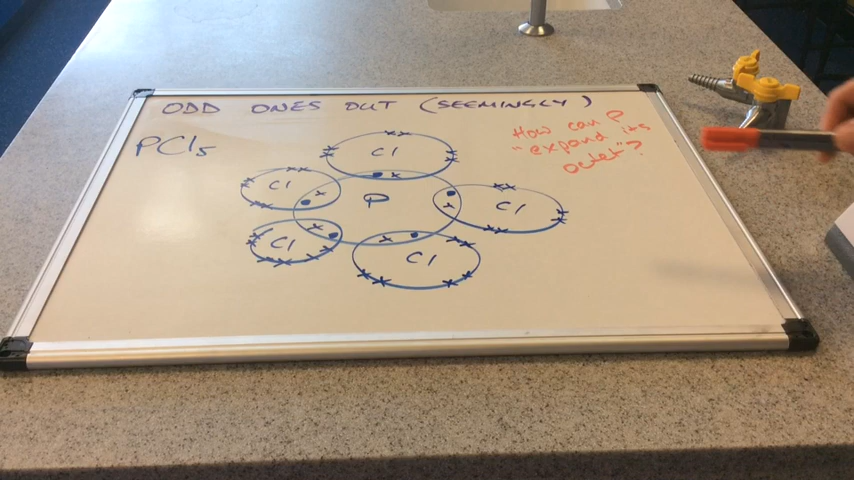 ODD ONES OUT (SEEMINGLY)
PCl5
How can P
"expand its
octet"?
Cl
Cl
P
Cl
Cl
Cl